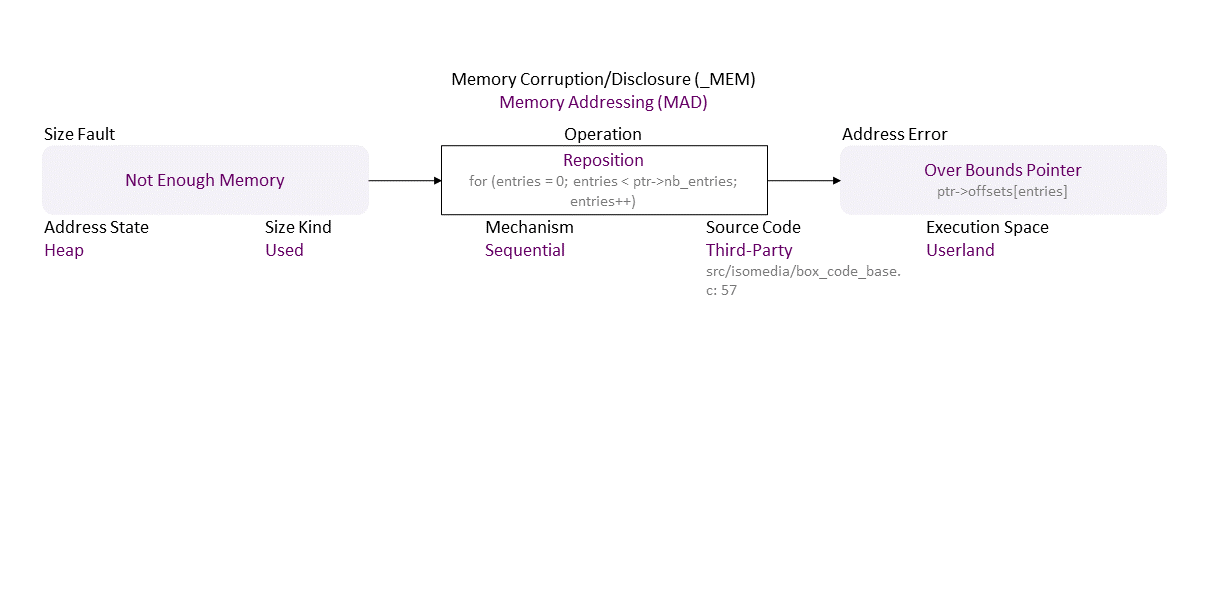 Memory Corruption/Disclosure (_MEM)
Memory Addressing (MAD)
Size Fault
Operation
Address Error
Not Enough Memory
Reposition
for (entries = 0; entries < ptr->nb_entries;
entries++)
Over Bounds Pointer
ptr->offsets[entries]
Address State
Heap
Size Kind
Used
Mechanism
Sequential
Source Code
Third-Party
src/isomedia/box_code_base.
c: 57
Execution Space
Userland